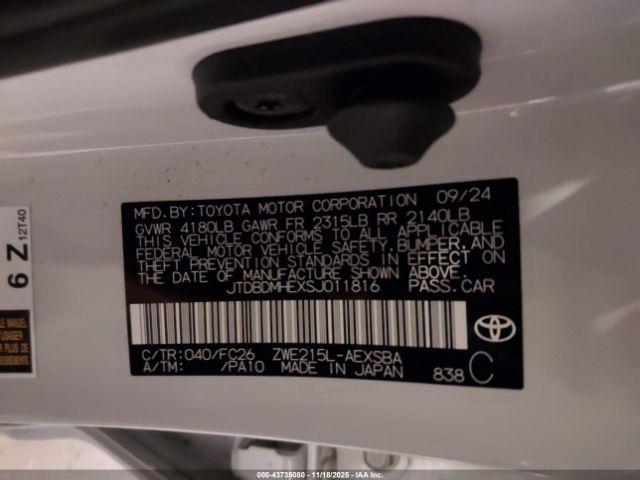 MFD.BY:TOYOTA MOTOR CORPORATION 09/24
GVWR 4180LB GAWR FR 2315LB RR 2140LB
THIS VEHICLE CONFORMS TO ALL APPLICABLE
FEDERAL MOTOR VEHICLE SAFETY, BUMPER, AND
THEFT PREVENTION STANDARDS IN EFFECT ON
THE DATE OF MANUFACTURE SHOWN ABOVE.
JTDBDMHEXSJ011816 PASS.CAR
C/TR:040/FC26 ZWE215L-AEXSBA
A/TM: /PA10 MADE IN JAPAN 838 C
6 Z 12T40
000-43735080 - 11/18/2025 - IAA Inc.